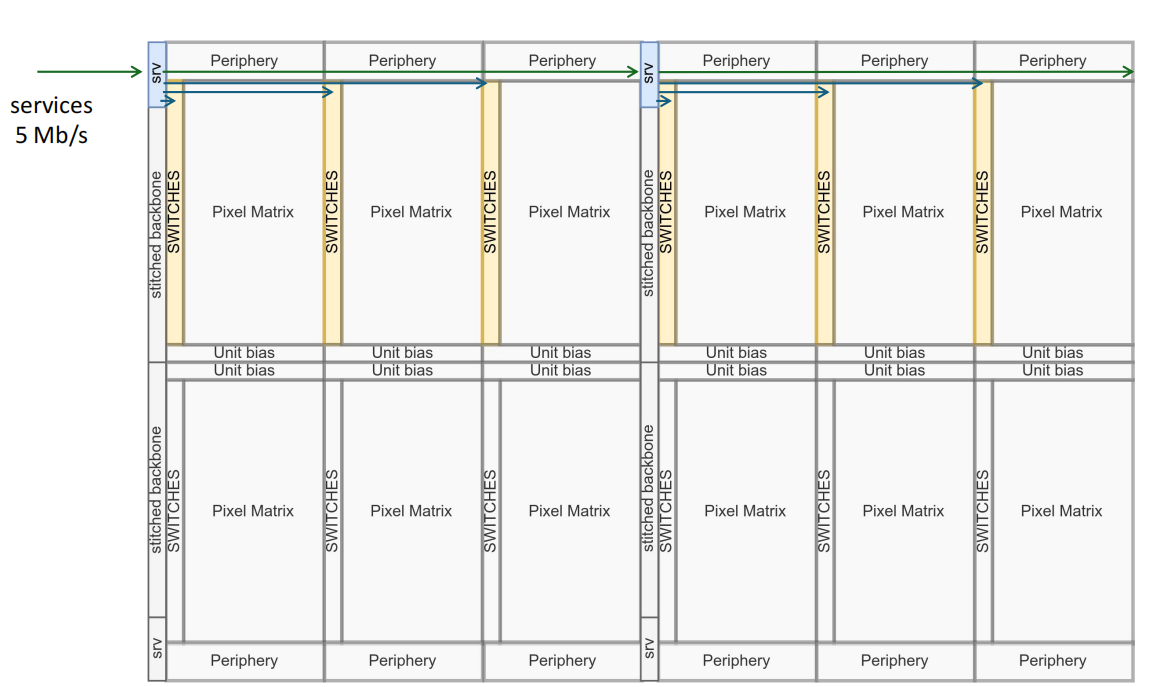 srv
Periphery
Periphery
Periphery
srv
Periphery
Periphery
Periphery
services
5 Mb/s
stitched backbone
SWITCHES
Pixel Matrix
SWITCHES
Pixel Matrix
SWITCHES
Pixel Matrix
stitched backbone
SWITCHES
Pixel Matrix
SWITCHES
Pixel Matrix
SWITCHES
Pixel Matrix
Unit bias
Unit bias
Unit bias
Unit bias
Unit bias
Unit bias
Unit bias
Unit bias
Unit bias
Unit bias
Unit bias
Unit bias
stitched backbone
SWITCHES
Pixel Matrix
SWITCHES
Pixel Matrix
SWITCHES
Pixel Matrix
stitched backbone
SWITCHES
Pixel Matrix
SWITCHES
Pixel Matrix
SWITCHES
Pixel Matrix
srv
Periphery
Periphery
Periphery
srv
Periphery
Periphery
Periphery